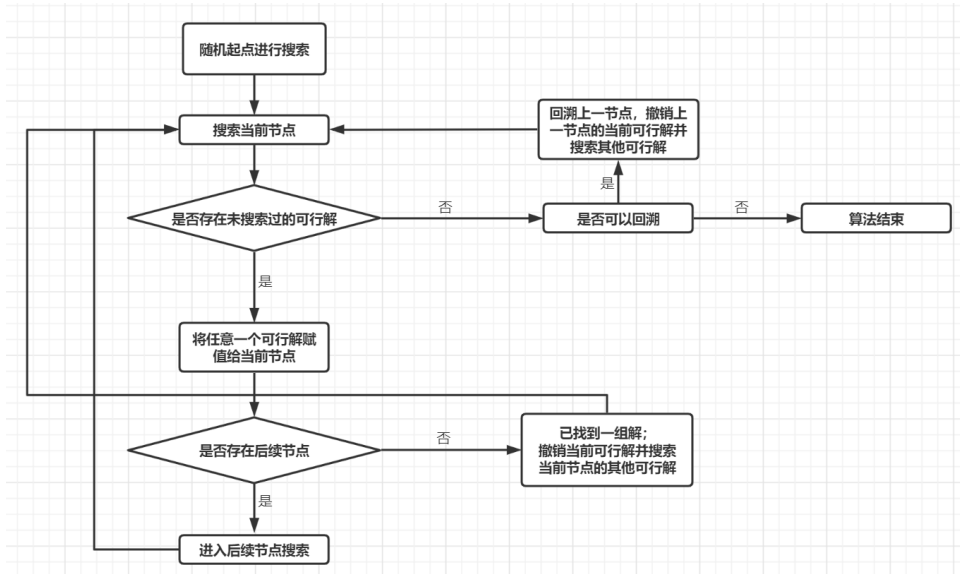 随机起点进行搜索
搜索当前节点
回溯上一节点，撤销上
一节点的当前可行解并
搜索其他可行解
是
是否存在未搜索过的可行解
否
是否可以回溯
否
算法结束
是
将任意一个可行解赋
值给当前节点
是否存在后续节点
否
已找到一组解；
撤销当前可行解并搜索
当前节点的其他可行解
是
进入后续节点搜索